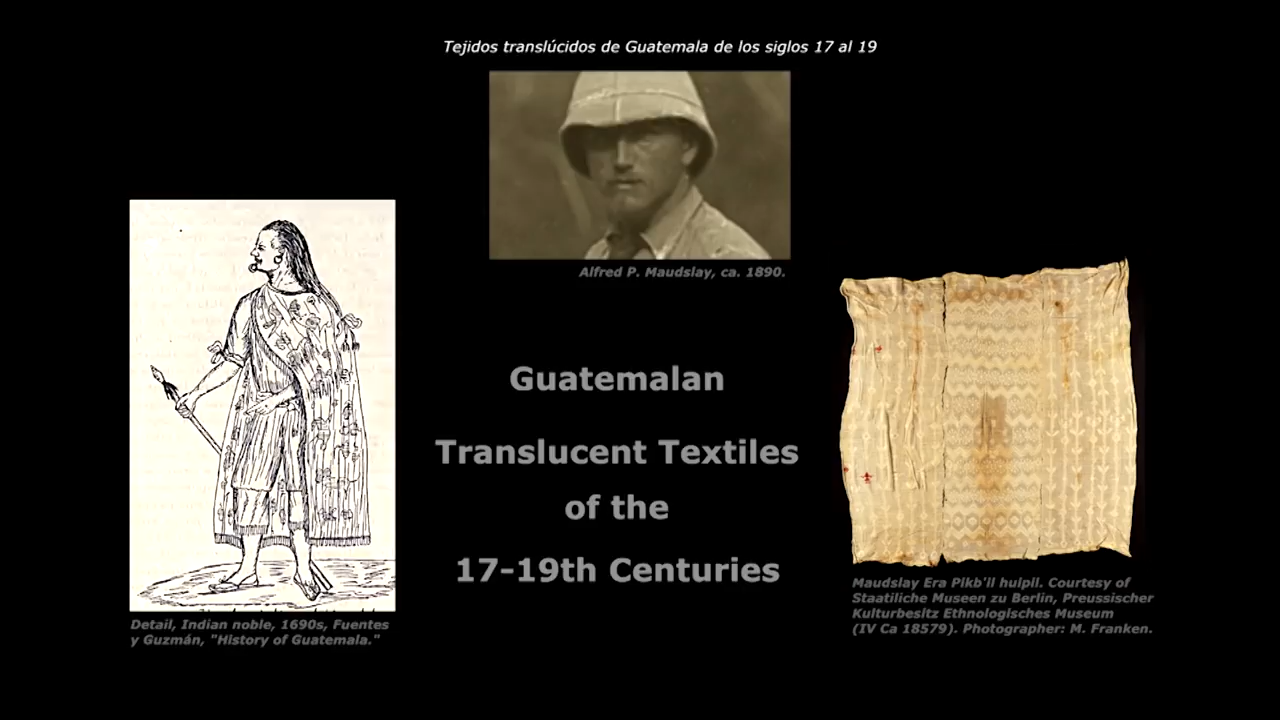 Tejidos translúcidos de Guatemala de los siglos 17 al 19
Alfred P. Maudslay, ca. 1890.
Guatemalan
Translucent Textiles
of the
17-19th Centuries
Detail, Indian noble, 1690s, Fuentes
y Guzmán, "History of Guatemala."
Maudslay Era Pikb'il huipil. Courtesy of
Staatiliche Museen zu Berlin, Preussischer
Kulturbesitz Ethnologisches Museum
(IV Ca 18579). Photographer: M. Franken.